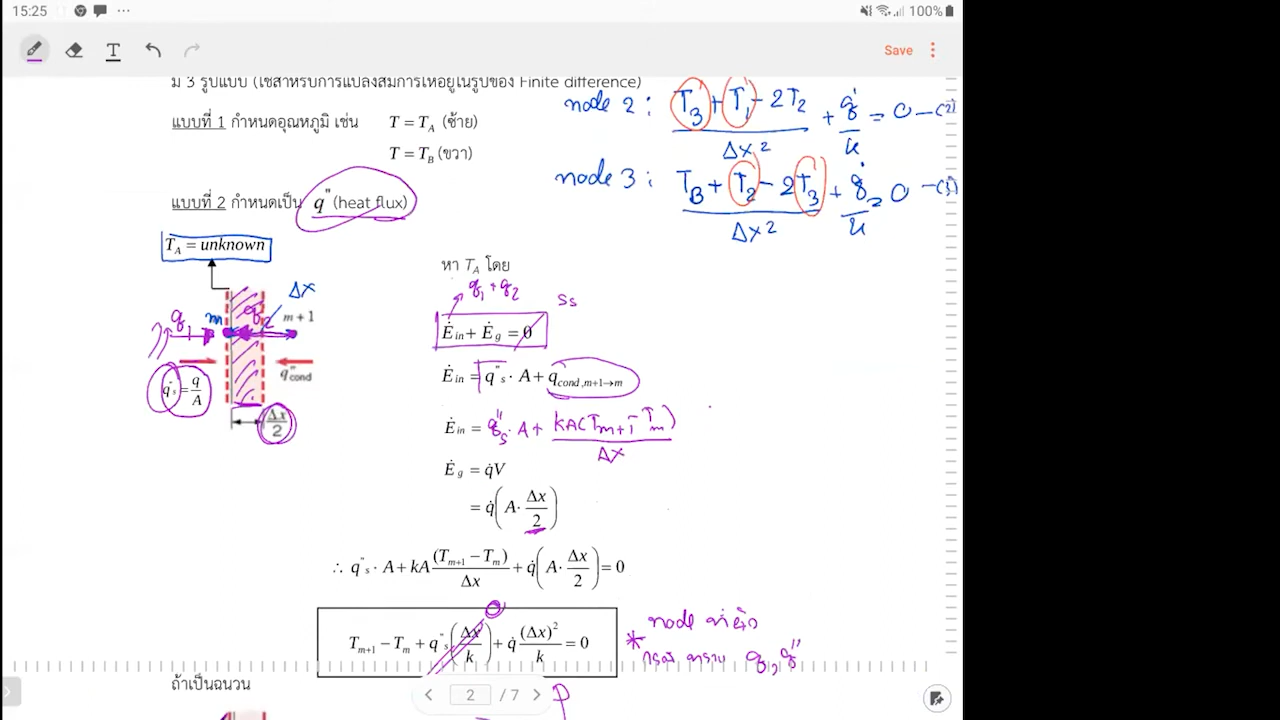 15:25
100%
T
Save
มี 3 รูปแบบ (ใช้สำหรับการแปลงสมการให้อยู่ในรูปของ Finite difference)
node 2 : T₃ + T₁ - 2T₂ / Δx² + q̇/k = 0 — (2)
แบบที่ 1 กำหนดอุณหภูมิ เช่น T = T_A (ซ้าย)
T = T_B (ขวา)
node 3 : T_B + T₂ - 2T₃ / Δx² + q̇/k = 0 — (3)
แบบที่ 2 กำหนดเป็น q" (heat flux)
T_A = unknown
หา T_A โดย
q₁ + q₂
ss
Δx
q₁ m q₂ m+1
Ė_in + Ė_g = 0
q"_cond
q"_s = q/A
Ė_in = q"_s · A + q_cond,m+1→m
Δx/2
Ė_in = q"_s · A + kA(T_m+1 - T_m) / Δx
Ė_g = q̇V
= q̇(A · Δx/2)
∴ q"_s · A + kA (T_m+1 − T_m)/Δx + q̇(A · Δx/2) = 0
0
T_m+1 − T_m + q"_s (Δx/k) + q̇ (Δx)²/k = 0
* node
q, q"
ถ้าเป็นฉนวน
2 / 7